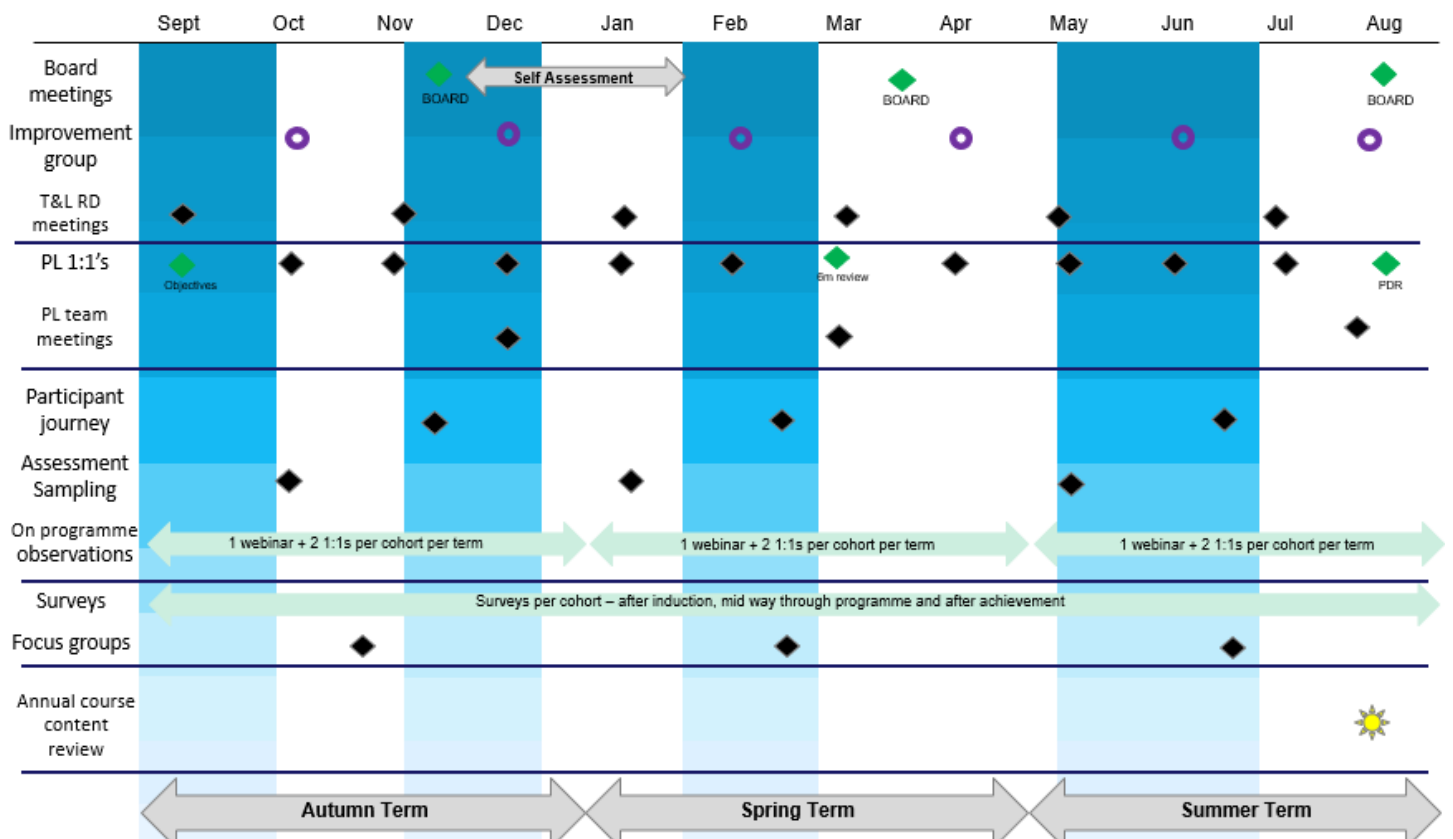 Sept Oct Nov Dec Jan Feb Mar Apr May Jun Jul Aug
Board
meetings
Self Assessment
BOARD
BOARD
BOARD
Improvement
group
T&L RD
meetings
PL 1:1's
Objectives
6m review
PDR
PL team
meetings
Participant
journey
Assessment
Sampling
On programme
observations
1 webinar + 2 1:1s per cohort per term
1 webinar + 2 1:1s per cohort per term
1 webinar + 2 1:1s per cohort per term
Surveys
Surveys per cohort – after induction, mid way through programme and after achievement
Focus groups
Annual course
content
review
Autumn Term
Spring Term
Summer Term